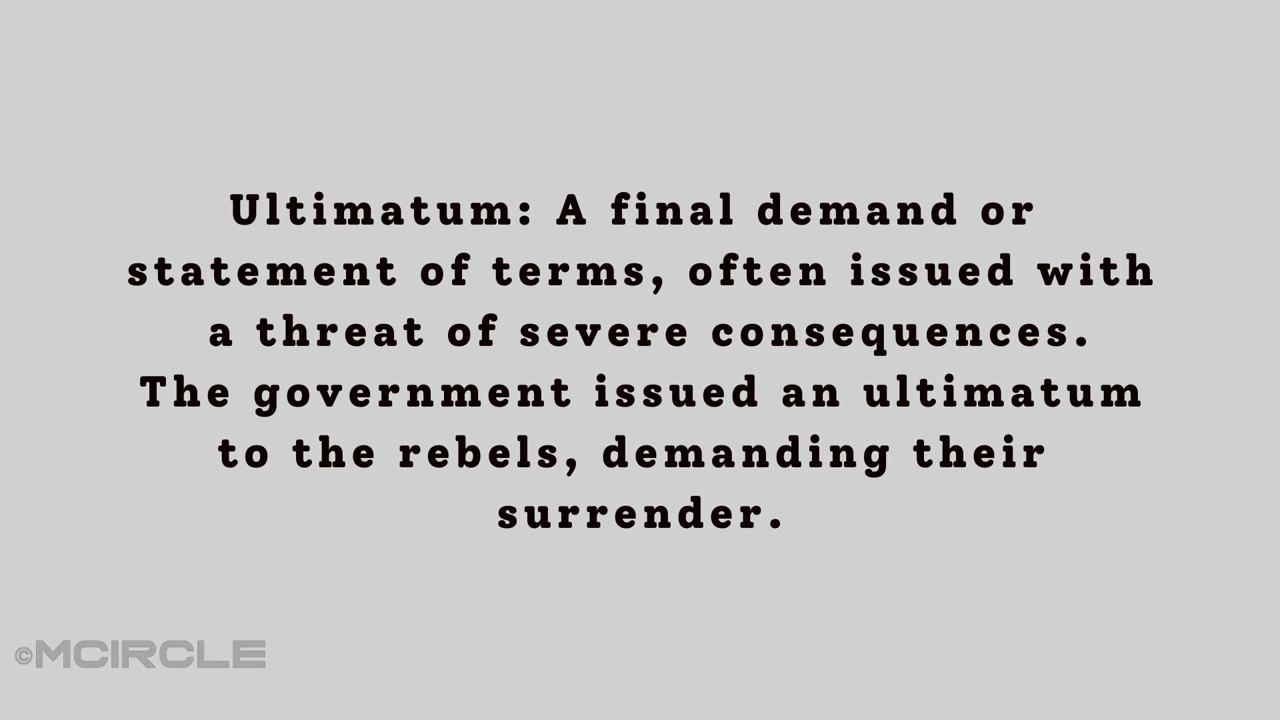 Ultimatum: A final demand or
statement of terms, often issued with
a threat of severe consequences.
The government issued an ultimatum
to the rebels, demanding their
surrender.
©MCIRCLE